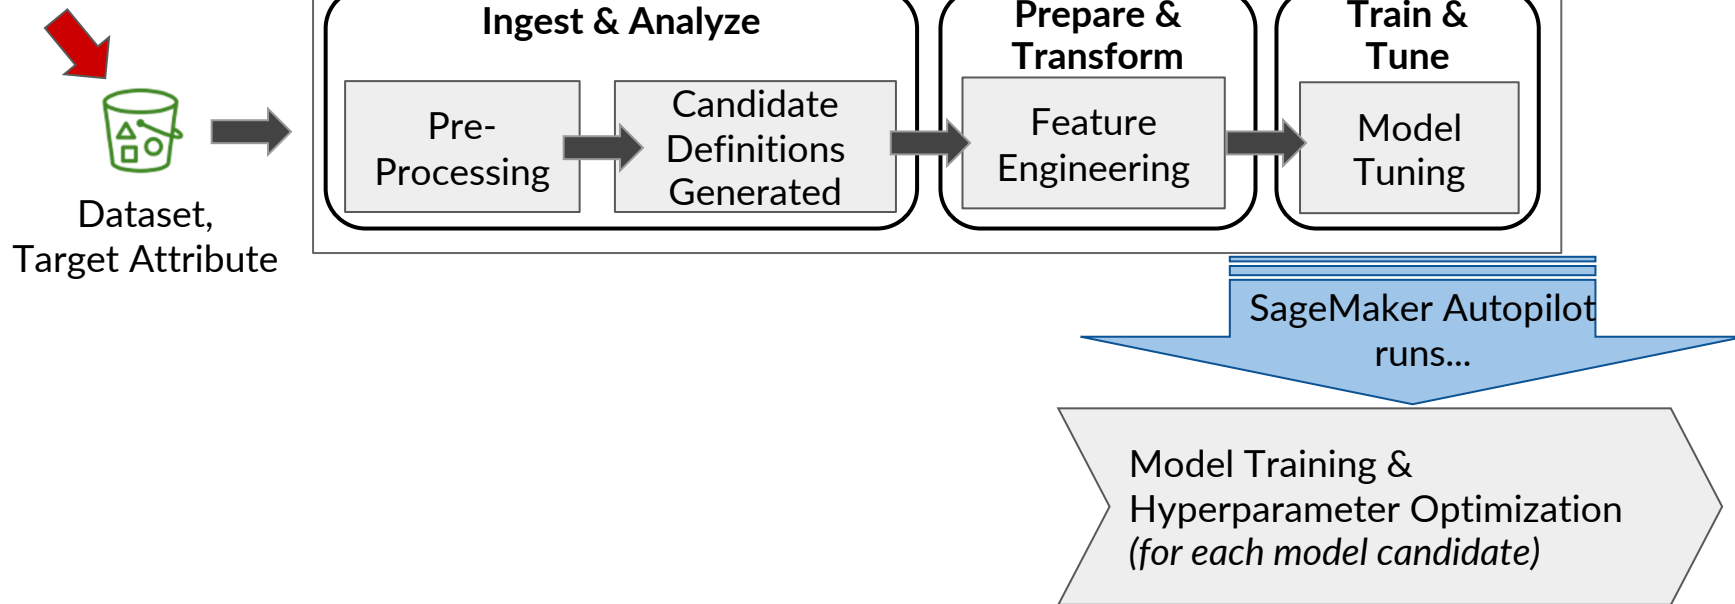 Ingest & Analyze
Prepare &
Transform
Train &
Tune
Pre-
Processing
Candidate
Definitions
Generated
Feature
Engineering
Model
Tuning
Dataset,
Target Attribute
SageMaker Autopilot
runs...
Model Training &
Hyperparameter Optimization
(for each model candidate)